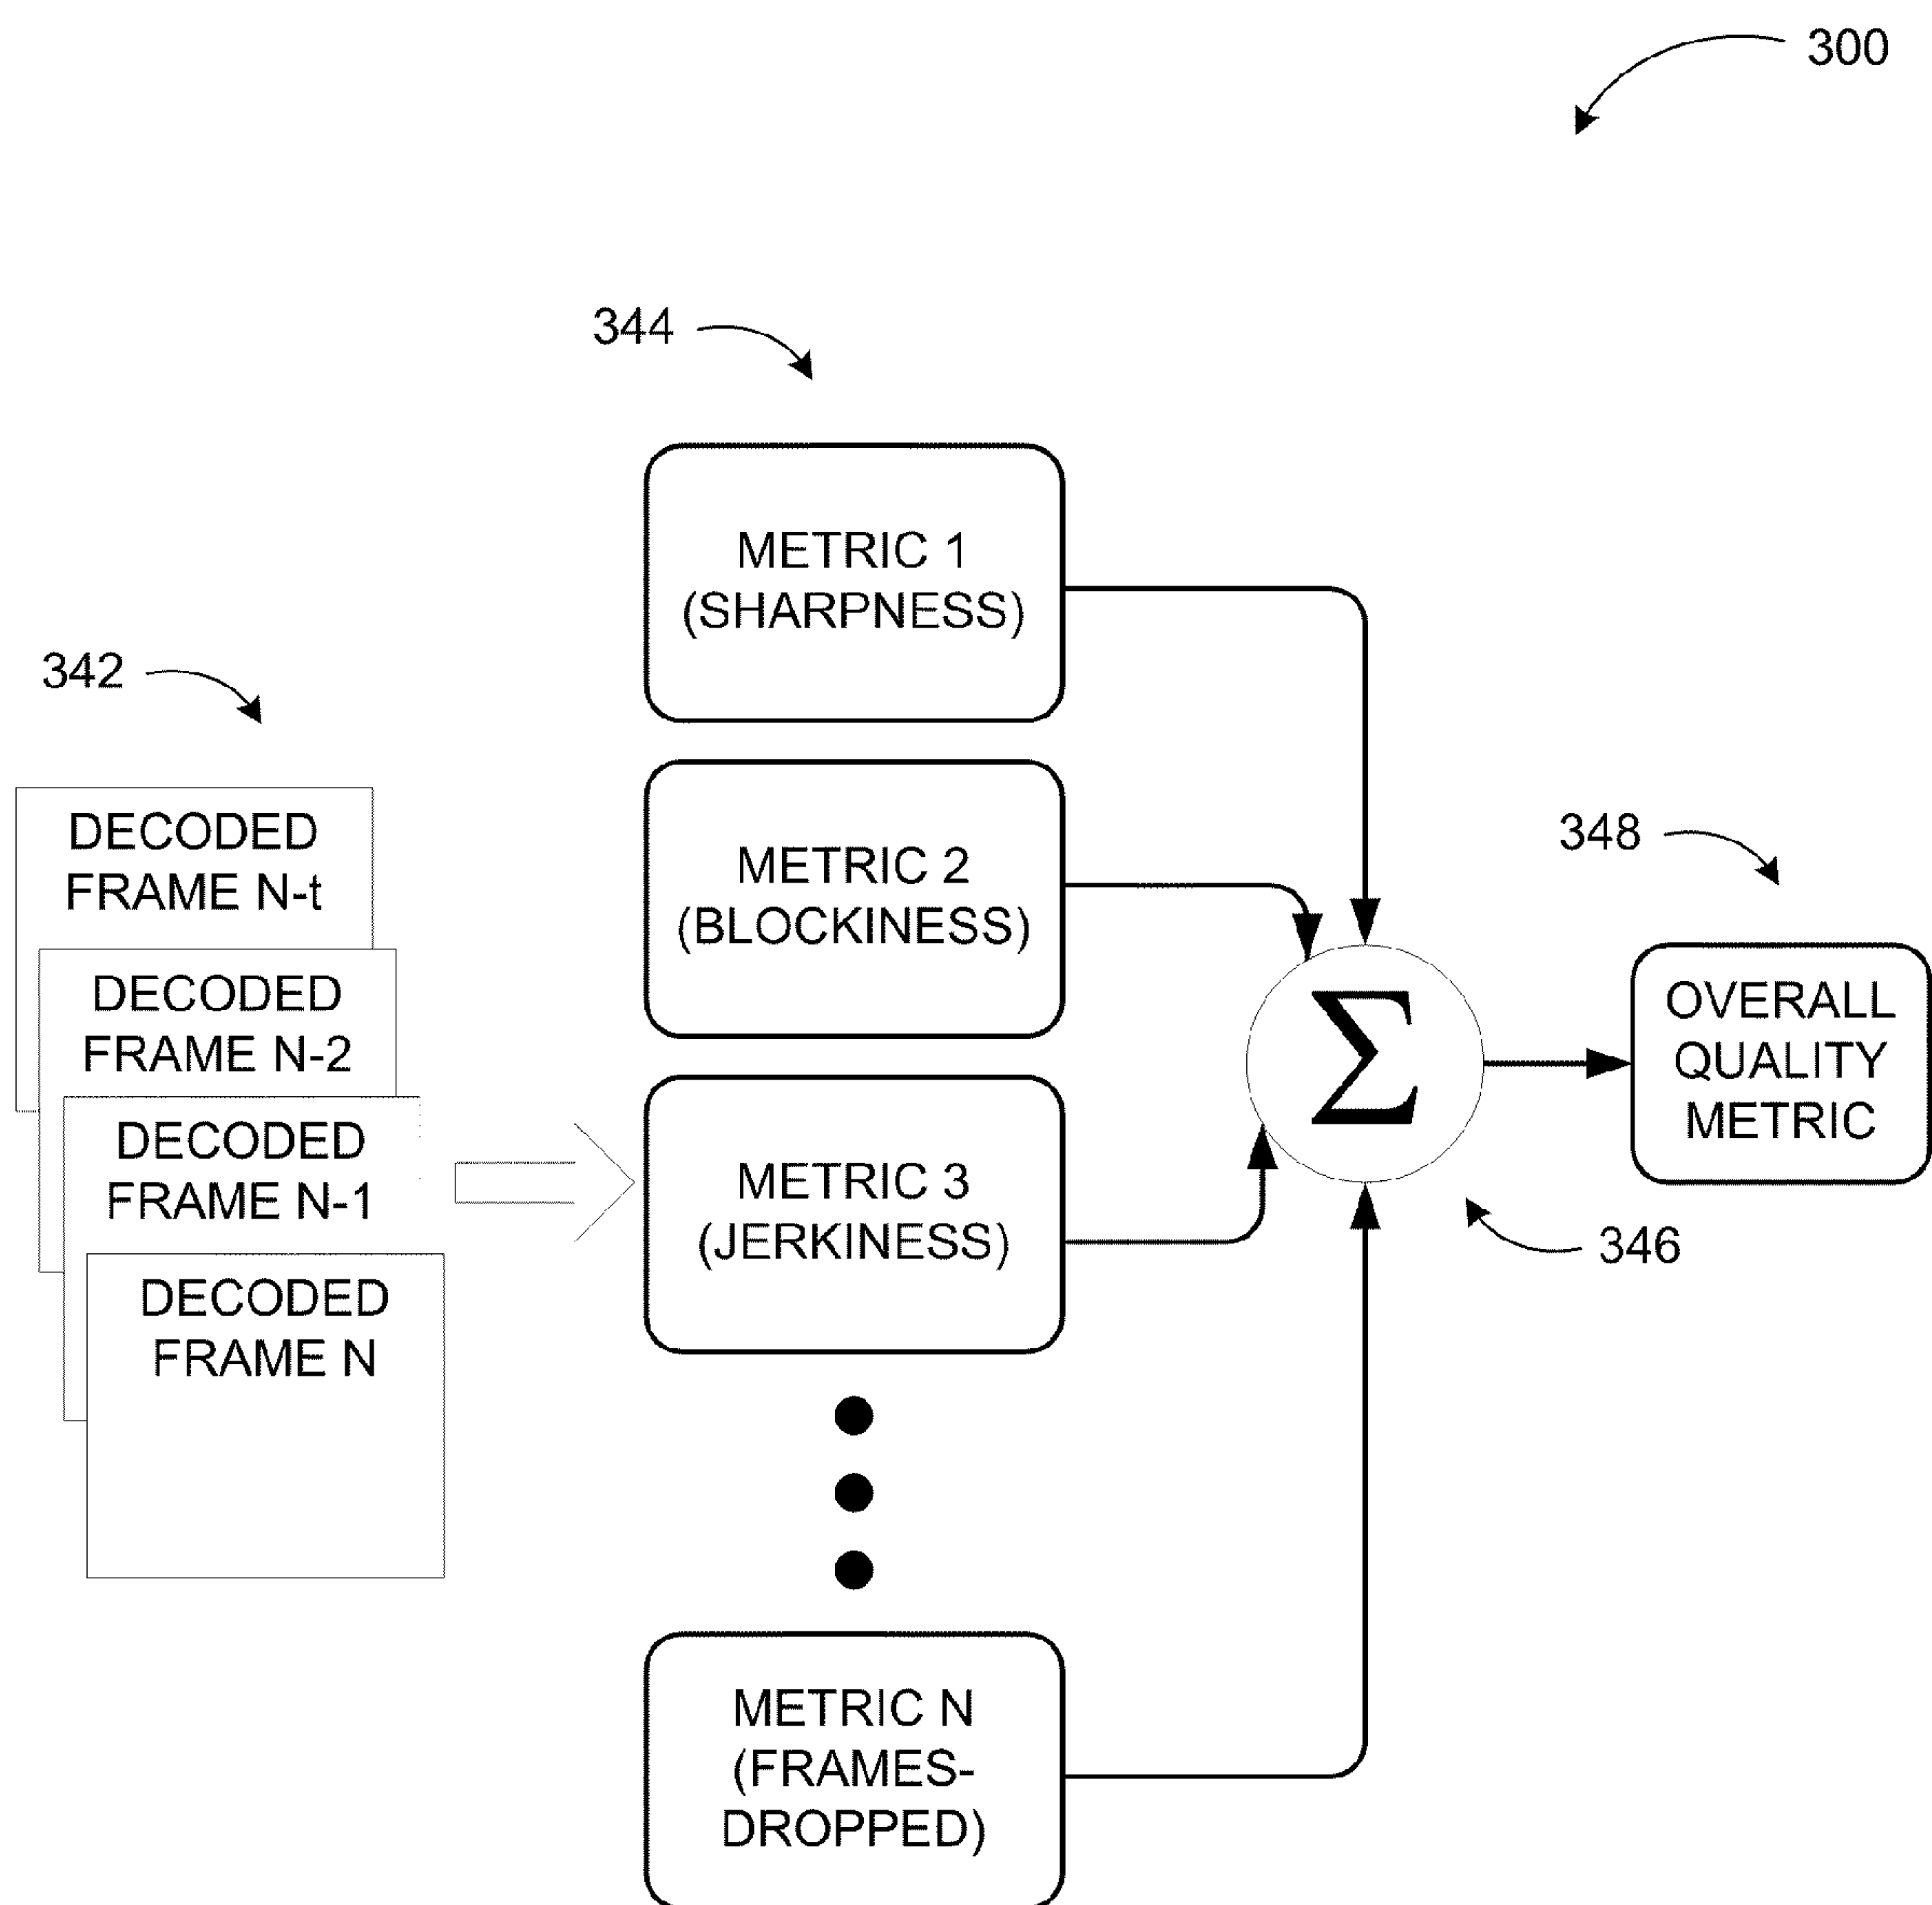 300
344
METRIC 1
(SHARPNESS)
342
DECODED
FRAME N-t
DECODED
FRAME N-2
DECODED
FRAME N-1
DECODED
FRAME N
METRIC 2
(BLOCKINESS)
METRIC 3
(JERKINESS)
METRIC N
(FRAMES-
DROPPED)
Σ
346
348
OVERALL
QUALITY
METRIC